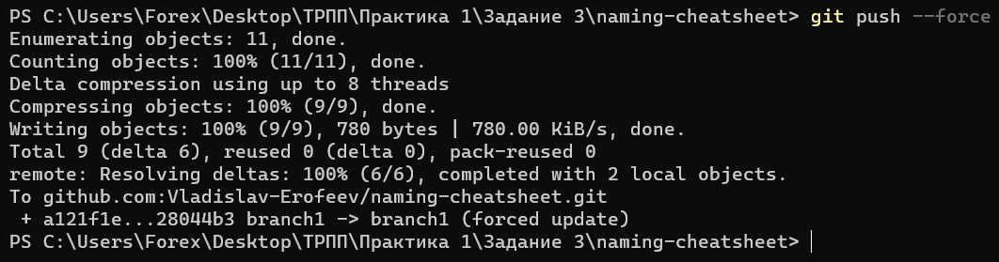 PS C:\Users\Forex\Desktop\ТРПП\Практика 1\Задание 3\naming-cheatsheet> git push --force
Enumerating objects: 11, done.
Counting objects: 100% (11/11), done.
Delta compression using up to 8 threads
Compressing objects: 100% (9/9), done.
Writing objects: 100% (9/9), 780 bytes | 780.00 KiB/s, done.
Total 9 (delta 6), reused 0 (delta 0), pack-reused 0
remote: Resolving deltas: 100% (6/6), completed with 2 local objects.
To github.com:Vladislav-Erofeev/naming-cheatsheet.git
 + a121f1e...28044b3 branch1 -> branch1 (forced update)
PS C:\Users\Forex\Desktop\ТРПП\Практика 1\Задание 3\naming-cheatsheet>